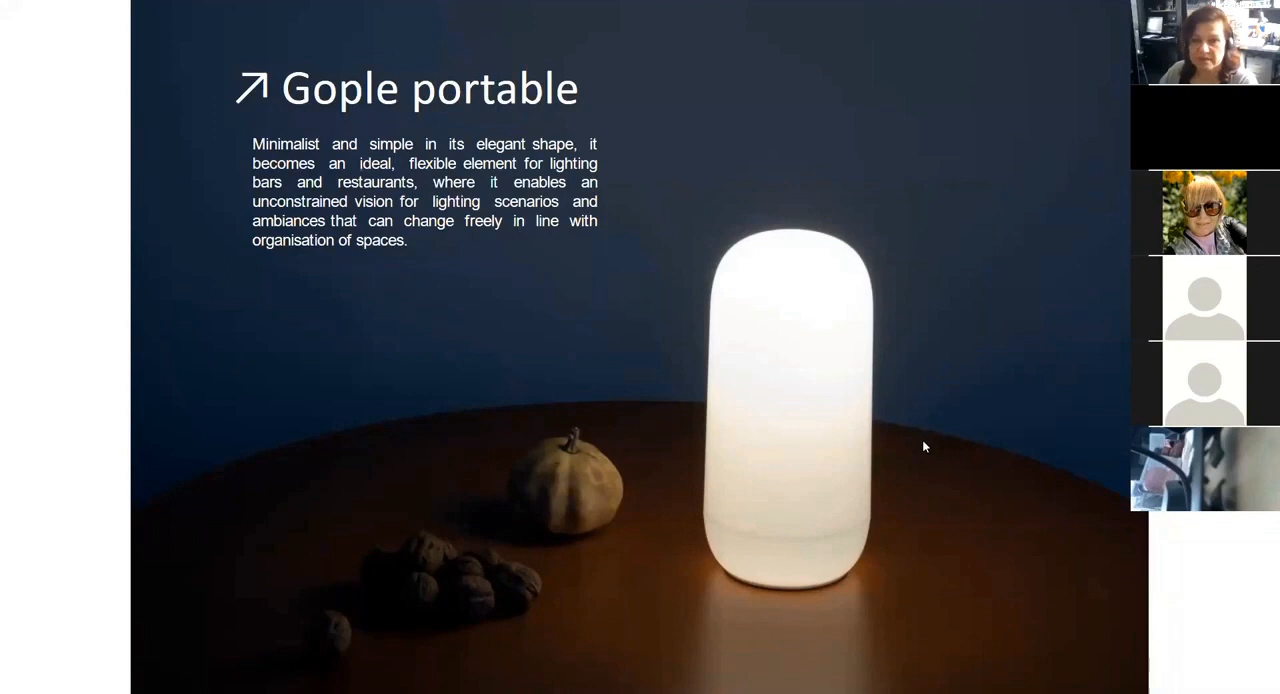 Gople portable
Minimalist and simple in its elegant shape, it
becomes an ideal, flexible element for lighting
bars and restaurants, where it enables an
unconstrained vision for lighting scenarios and
ambiances that can change freely in line with
organisation of spaces.